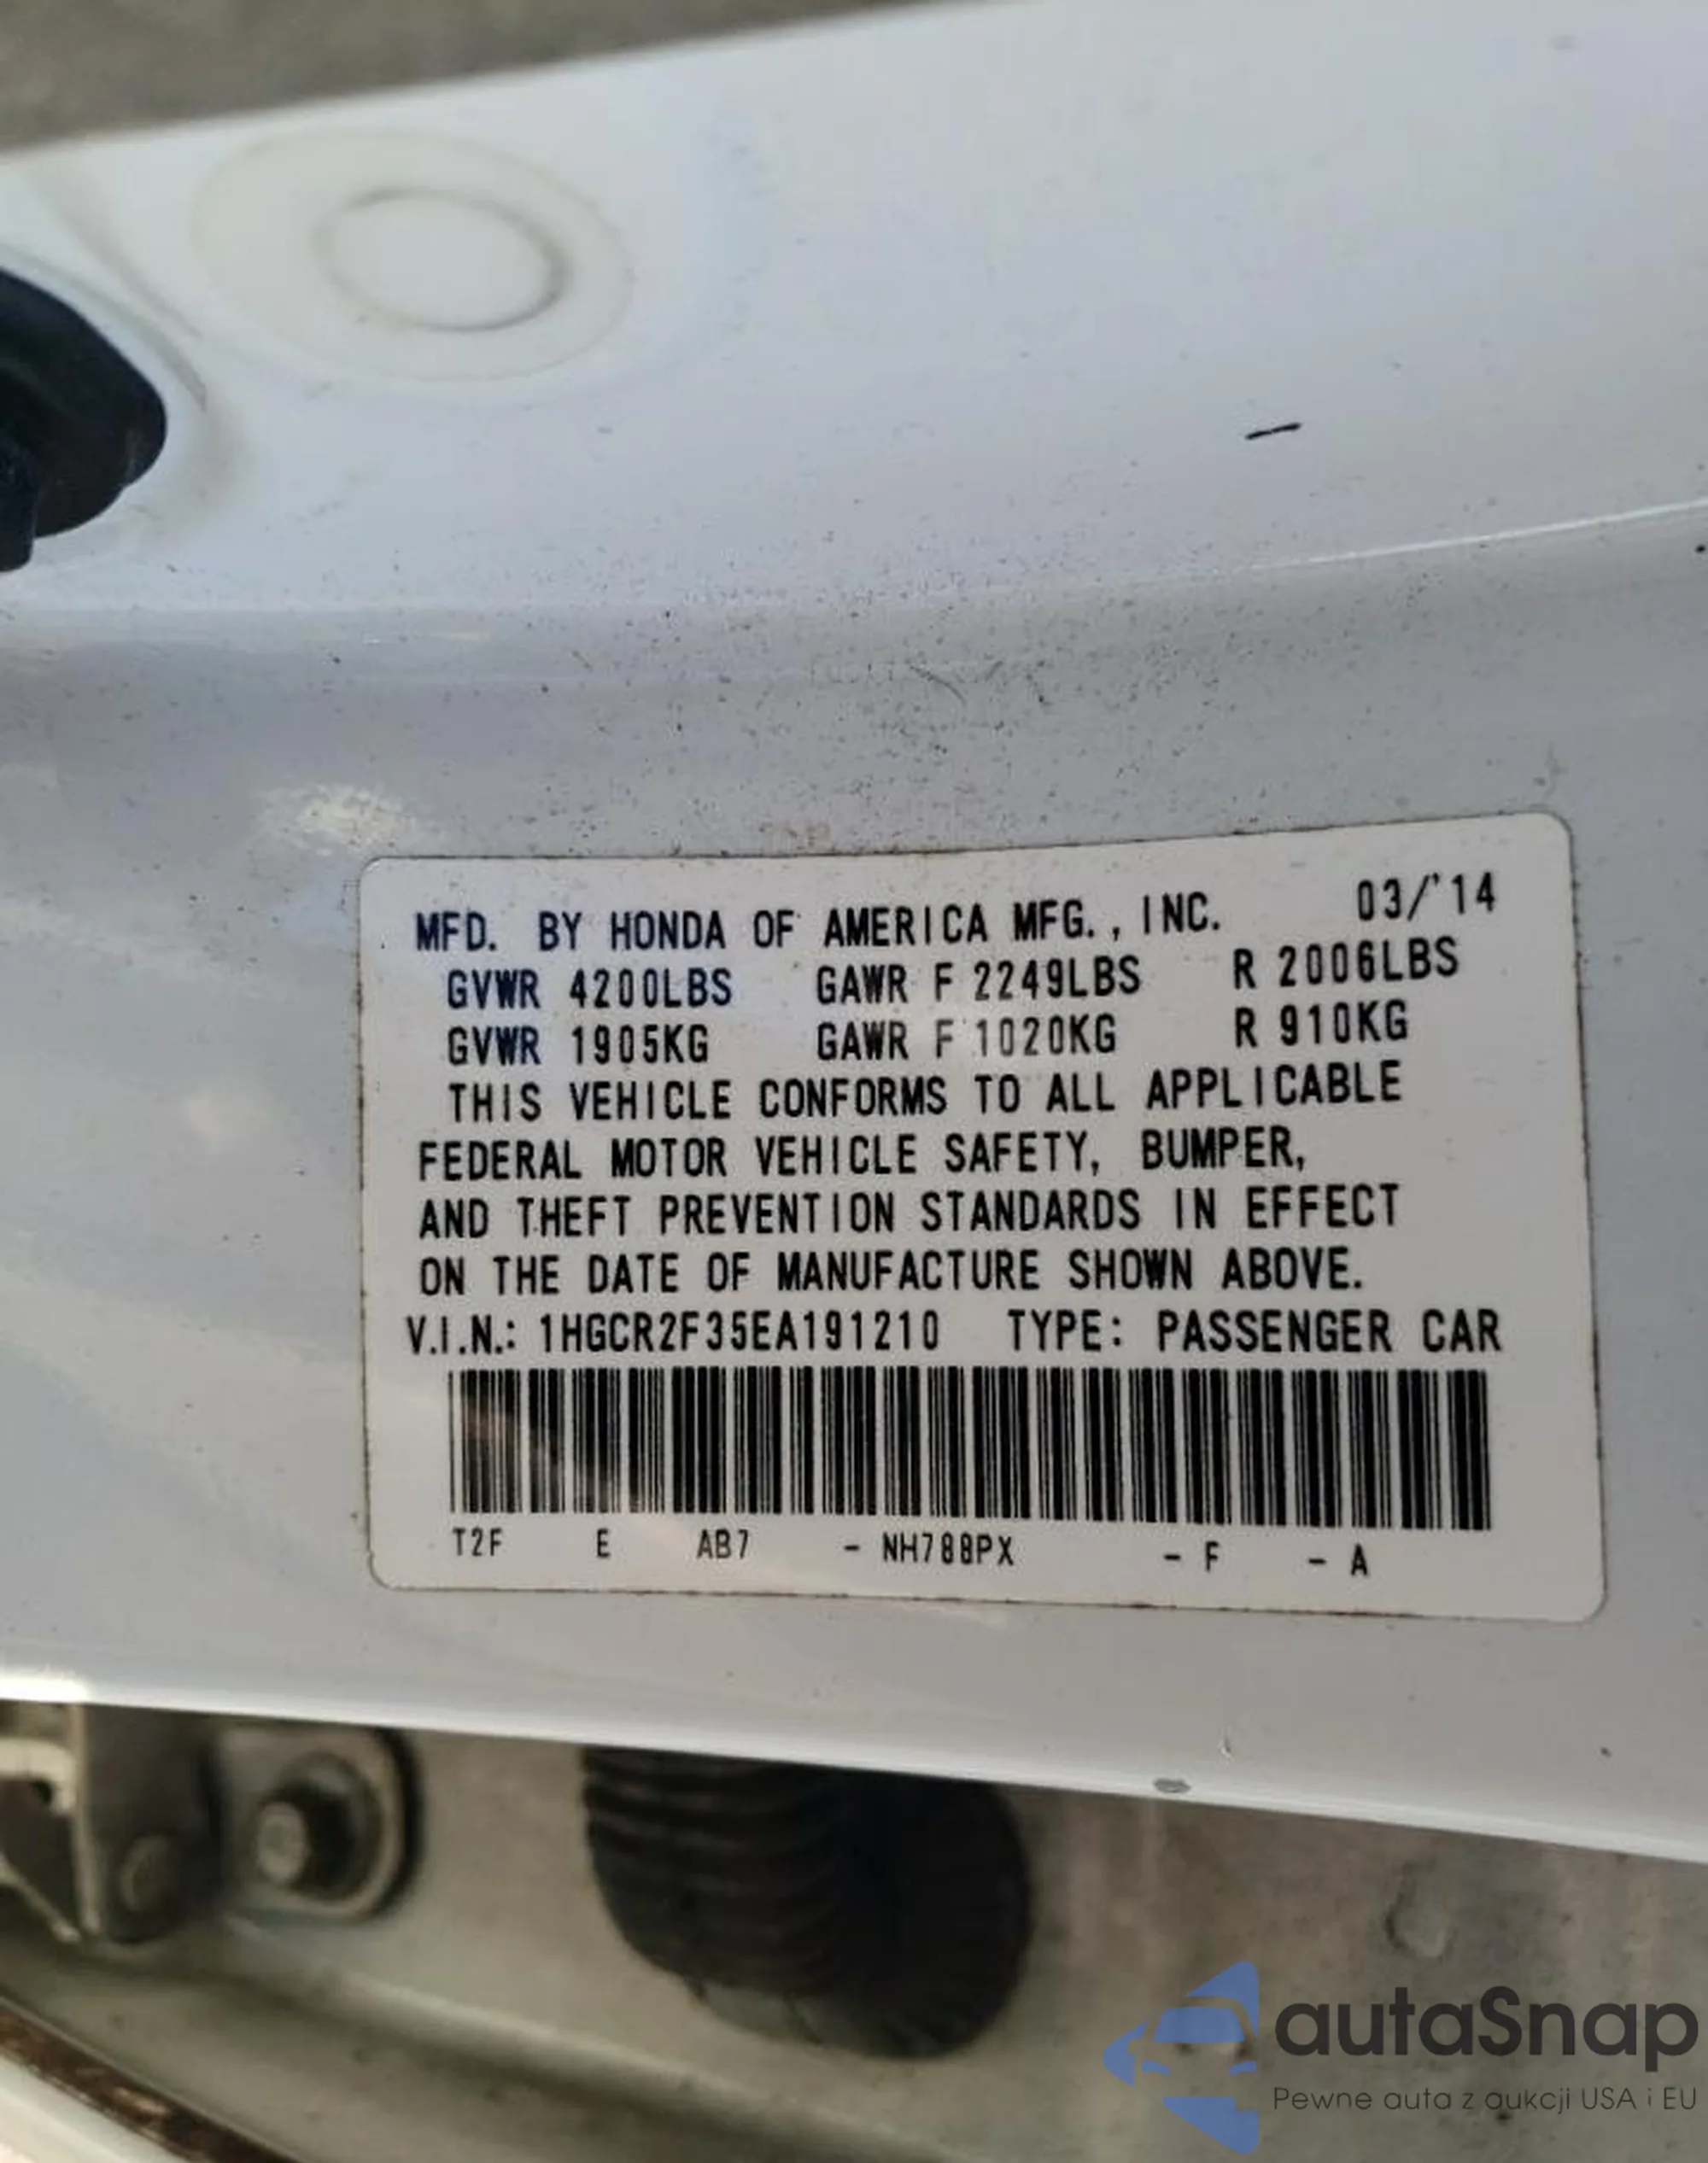 MFD. BY HONDA OF AMERICA MFG., INC. 03/'14
GVWR 4200LBS GAWR F 2249LBS R 2006LBS
GVWR 1905KG GAWR F 1020KG R 910KG
THIS VEHICLE CONFORMS TO ALL APPLICABLE
FEDERAL MOTOR VEHICLE SAFETY, BUMPER,
AND THEFT PREVENTION STANDARDS IN EFFECT
ON THE DATE OF MANUFACTURE SHOWN ABOVE.
V.I.N.: 1HGCR2F35EA191210 TYPE: PASSENGER CAR
T2F E AB7 - NH788PX - F - A
autaSnap
Pewne auta z aukcji USA i EU